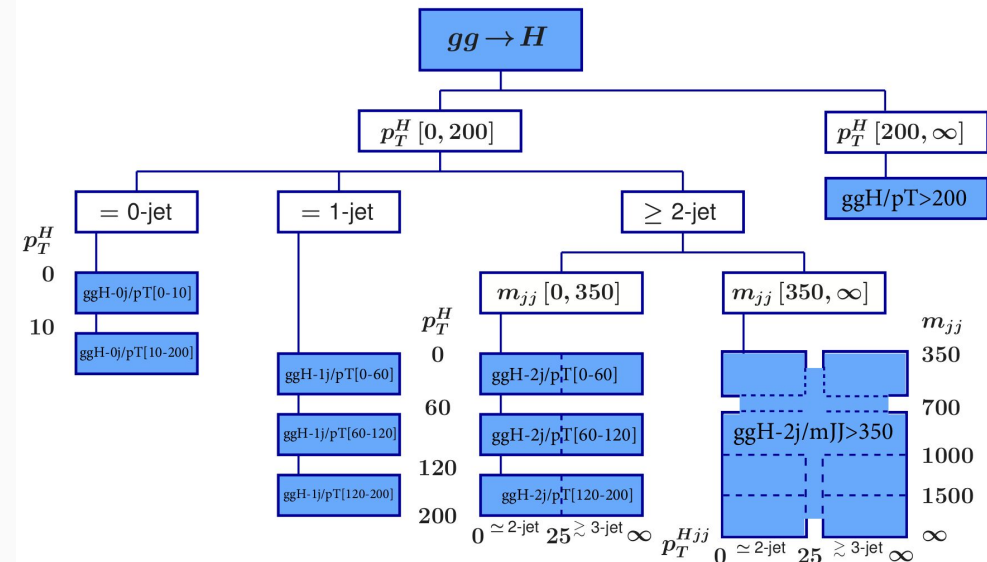 gg → H
p_T^H [0, 200]
p_T^H [200, ∞]
ggH/pT>200
= 0-jet
= 1-jet
≥ 2-jet
p_T^H
0
10
ggH-0j/pT[0-10]
ggH-0j/pT[10-200]
m_jj [0, 350]
m_jj [350, ∞]
p_T^H
0
60
120
200
ggH-1j/pT[0-60]
ggH-1j/pT[60-120]
ggH-1j/pT[120-200]
ggH-2j/pT[0-60]
ggH-2j/pT[60-120]
ggH-2j/pT[120-200]
0 ≃ 2-jet 25 ≳ 3-jet ∞
m_jj
350
700
1000
1500
∞
ggH-2j/mJJ>350
p_T^Hjj 0 ≃ 2-jet 25 ≳ 3-jet ∞